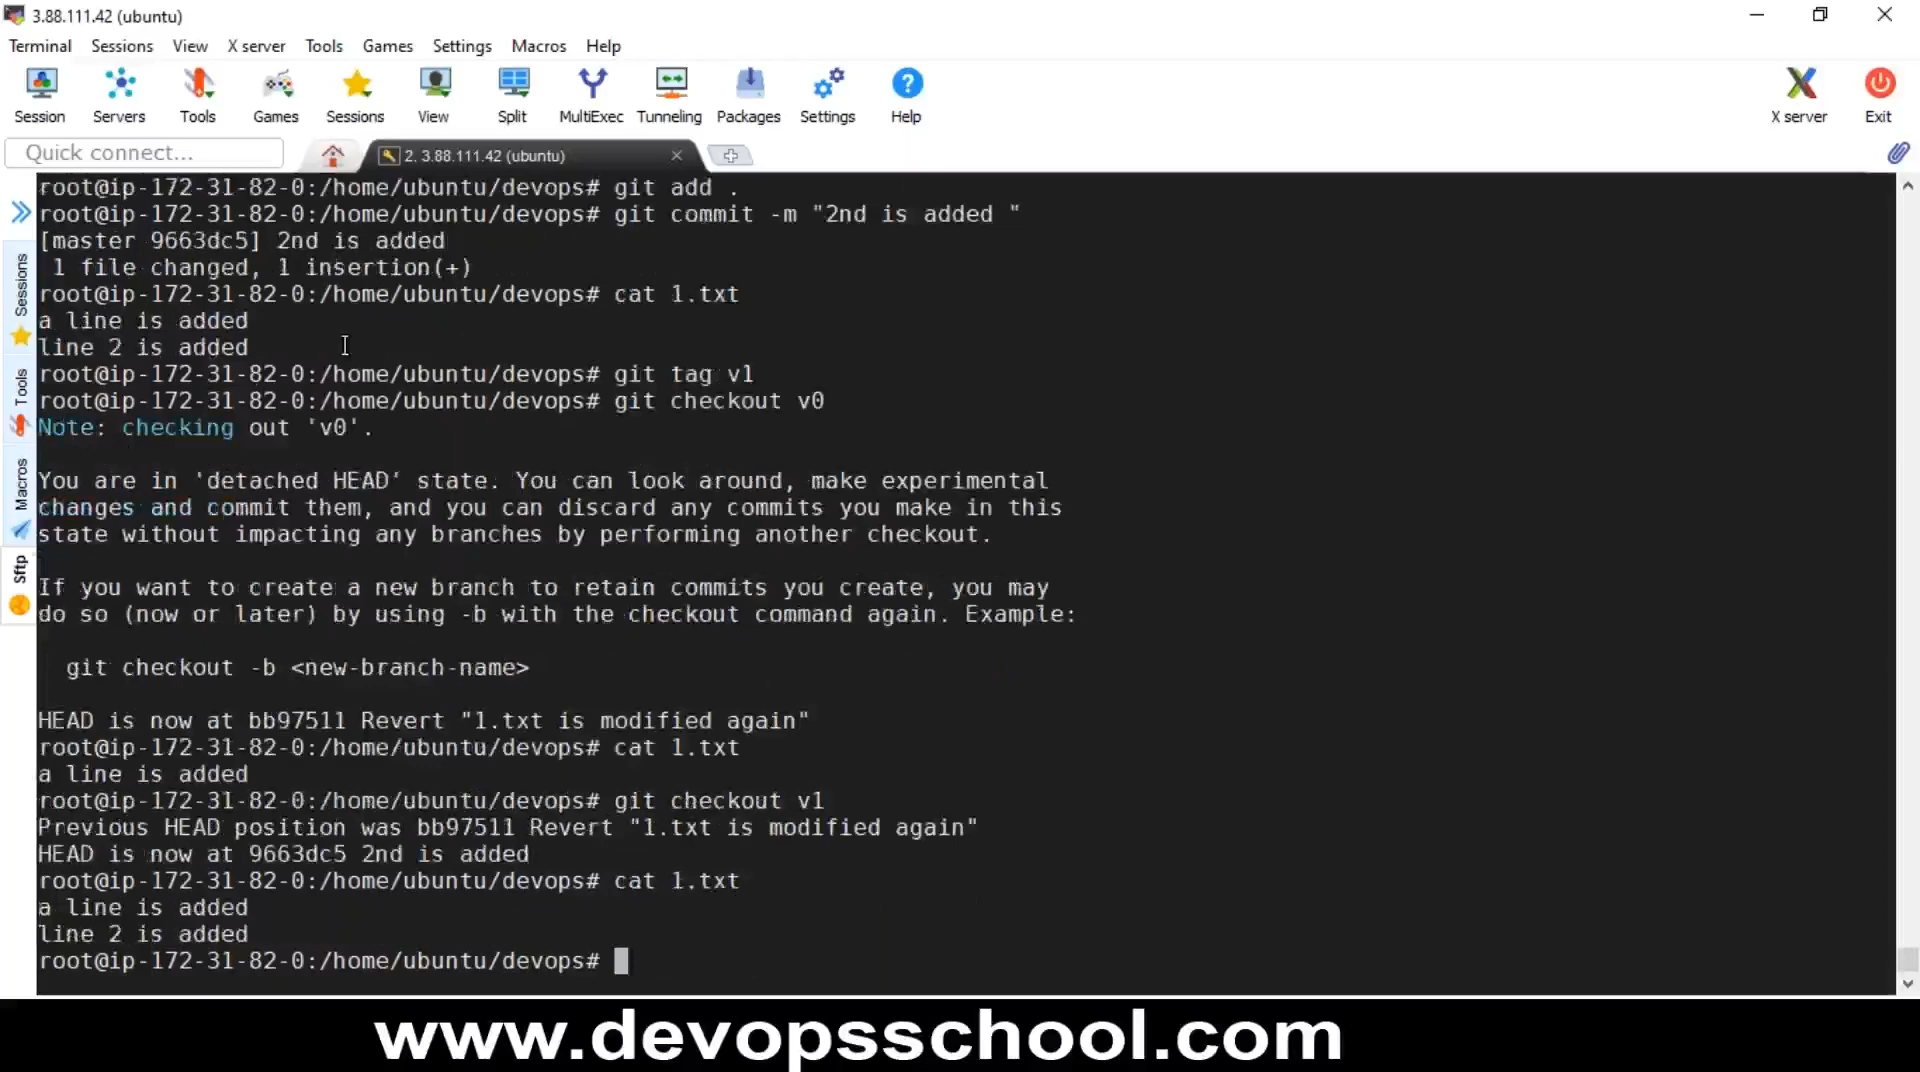 3.88.111.42 (ubuntu)
Terminal Sessions View X server Tools Games Settings Macros Help
Session Servers Tools Games Sessions View Split MultiExec Tunneling Packages Settings Help X server Exit
Quick connect...
2. 3.88.111.42 (ubuntu)
Sessions
Tools
Macros
Sftp
root@ip-172-31-82-0:/home/ubuntu/devops# git add .
root@ip-172-31-82-0:/home/ubuntu/devops# git commit -m "2nd is added "
[master 9663dc5] 2nd is added
 1 file changed, 1 insertion(+)
root@ip-172-31-82-0:/home/ubuntu/devops# cat 1.txt
a line is added
line 2 is added
root@ip-172-31-82-0:/home/ubuntu/devops# git tag v1
root@ip-172-31-82-0:/home/ubuntu/devops# git checkout v0
Note: checking out 'v0'.
You are in 'detached HEAD' state. You can look around, make experimental
changes and commit them, and you can discard any commits you make in this
state without impacting any branches by performing another checkout.
If you want to create a new branch to retain commits you create, you may
do so (now or later) by using -b with the checkout command again. Example:
  git checkout -b <new-branch-name>
HEAD is now at bb97511 Revert "1.txt is modified again"
root@ip-172-31-82-0:/home/ubuntu/devops# cat 1.txt
a line is added
root@ip-172-31-82-0:/home/ubuntu/devops# git checkout v1
Previous HEAD position was bb97511 Revert "1.txt is modified again"
HEAD is now at 9663dc5 2nd is added
root@ip-172-31-82-0:/home/ubuntu/devops# cat 1.txt
a line is added
line 2 is added
root@ip-172-31-82-0:/home/ubuntu/devops#
www.devopsschool.com